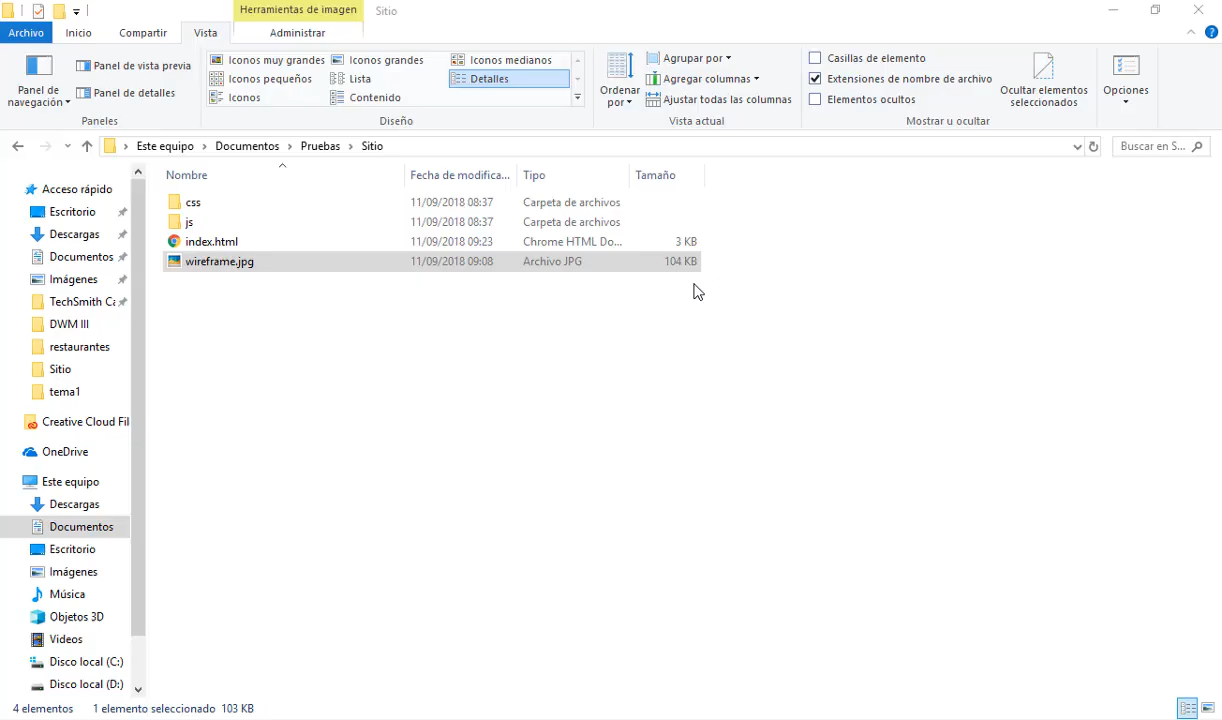 Herramientas de imagen Sitio
Archivo Inicio Compartir Vista Administrar
Panel de navegación
Panel de vista previa
Panel de detalles
Paneles
Iconos muy grandes Iconos grandes Iconos medianos
Iconos pequeños Lista Detalles
Iconos Contenido
Diseño
Ordenar por
Agrupar por
Agregar columnas
Ajustar todas las columnas
Vista actual
Casillas de elemento
Extensiones de nombre de archivo
Elementos ocultos
Ocultar elementos seleccionados
Mostrar u ocultar
Opciones
Este equipo > Documentos > Pruebas > Sitio
Buscar en S...
Nombre Fecha de modifica... Tipo Tamaño
css 11/09/2018 08:37 Carpeta de archivos
js 11/09/2018 08:37 Carpeta de archivos
index.html 11/09/2018 09:23 Chrome HTML Do... 3 KB
wireframe.jpg 11/09/2018 09:08 Archivo JPG 104 KB
Acceso rápido
Escritorio
Descargas
Documentos
Imágenes
TechSmith Ca
DWM III
restaurantes
Sitio
tema1
Creative Cloud Fil
OneDrive
Este equipo
Descargas
Documentos
Escritorio
Imágenes
Música
Objetos 3D
Videos
Disco local (C:)
Disco local (D:)
4 elementos 1 elemento seleccionado 103 KB